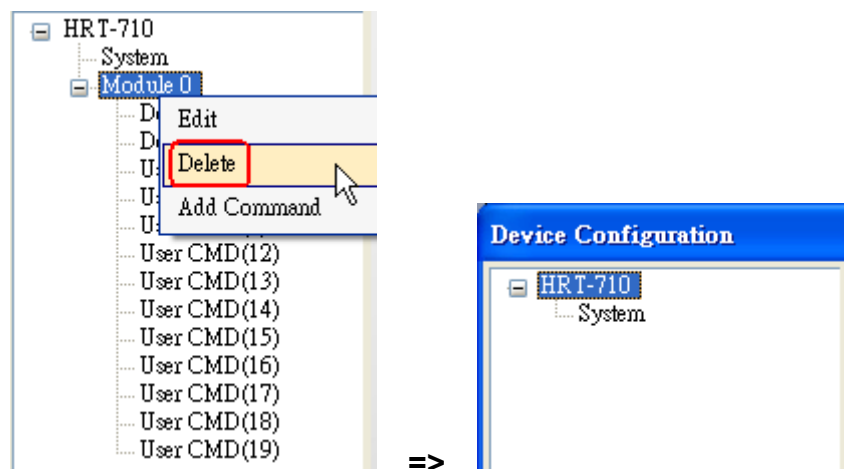 HRT-710
System
Module 0
Edit
Delete
Add Command
User CMD(12)
User CMD(13)
User CMD(14)
User CMD(15)
User CMD(16)
User CMD(17)
User CMD(18)
User CMD(19)
=>
Device Configuration
HRT-710
System